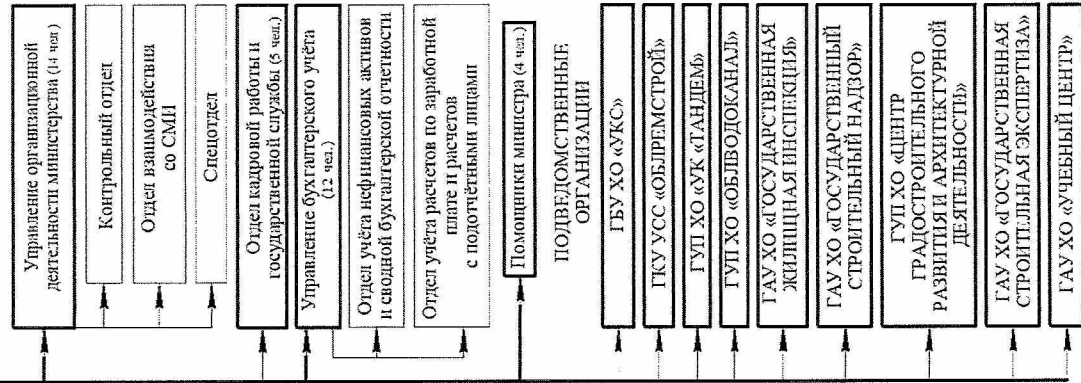 Управление организационной
деятельности министерства (14 чел)
Контрольный отдел
Отдел взаимодействия
со СМИ
Спецотдел
Отдел кадровой работы и
государственной службы (5 чел.)
Управление бухгалтерского учёта
(12 чел.)
Отдел учёта нефинансовых активов
и сводной бухгалтерской отчетности
Отдел расчетов по заработной
плате и расчетов
с подотчётными лицами
Помощники министра (4 чел.)
ПОДВЕДОМСТВЕННЫЕ
ОРГАНИЗАЦИИ
ГБУ ХО «УКС»
ГКУ УСС «ОБЛРЕМСТРОЙ»
ГУП ХО «УК «ТАНДЕМ»
ГУП ХО «ОБЛВОДОКАНАЛ»
ГАУ ХО «ГОСУДАРСТВЕННАЯ
ЖИЛИЩНАЯ ИНСПЕКЦИЯ»
ГАУ ХО «ГОСУДАРСТВЕННЫЙ
СТРОИТЕЛЬНЫЙ НАДЗОР»
ГУП ХО «ЦЕНТР
ГРАДОСТРОИТЕЛЬНОГО
РАЗВИТИЯ И АРХИТЕКТУРНОЙ
ДЕЯТЕЛЬНОСТИ»
ГАУ ХО «ГОСУДАРСТВЕННАЯ
СТРОИТЕЛЬНАЯ ЭКСПЕРТИЗА»
ГАУ ХО «УЧЕБНЫЙ ЦЕНТР»